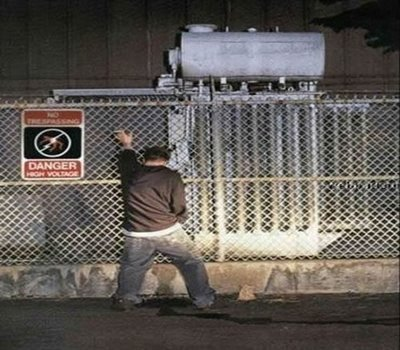 NO
TRESPASSING
DANGER
HIGH VOLTAGE